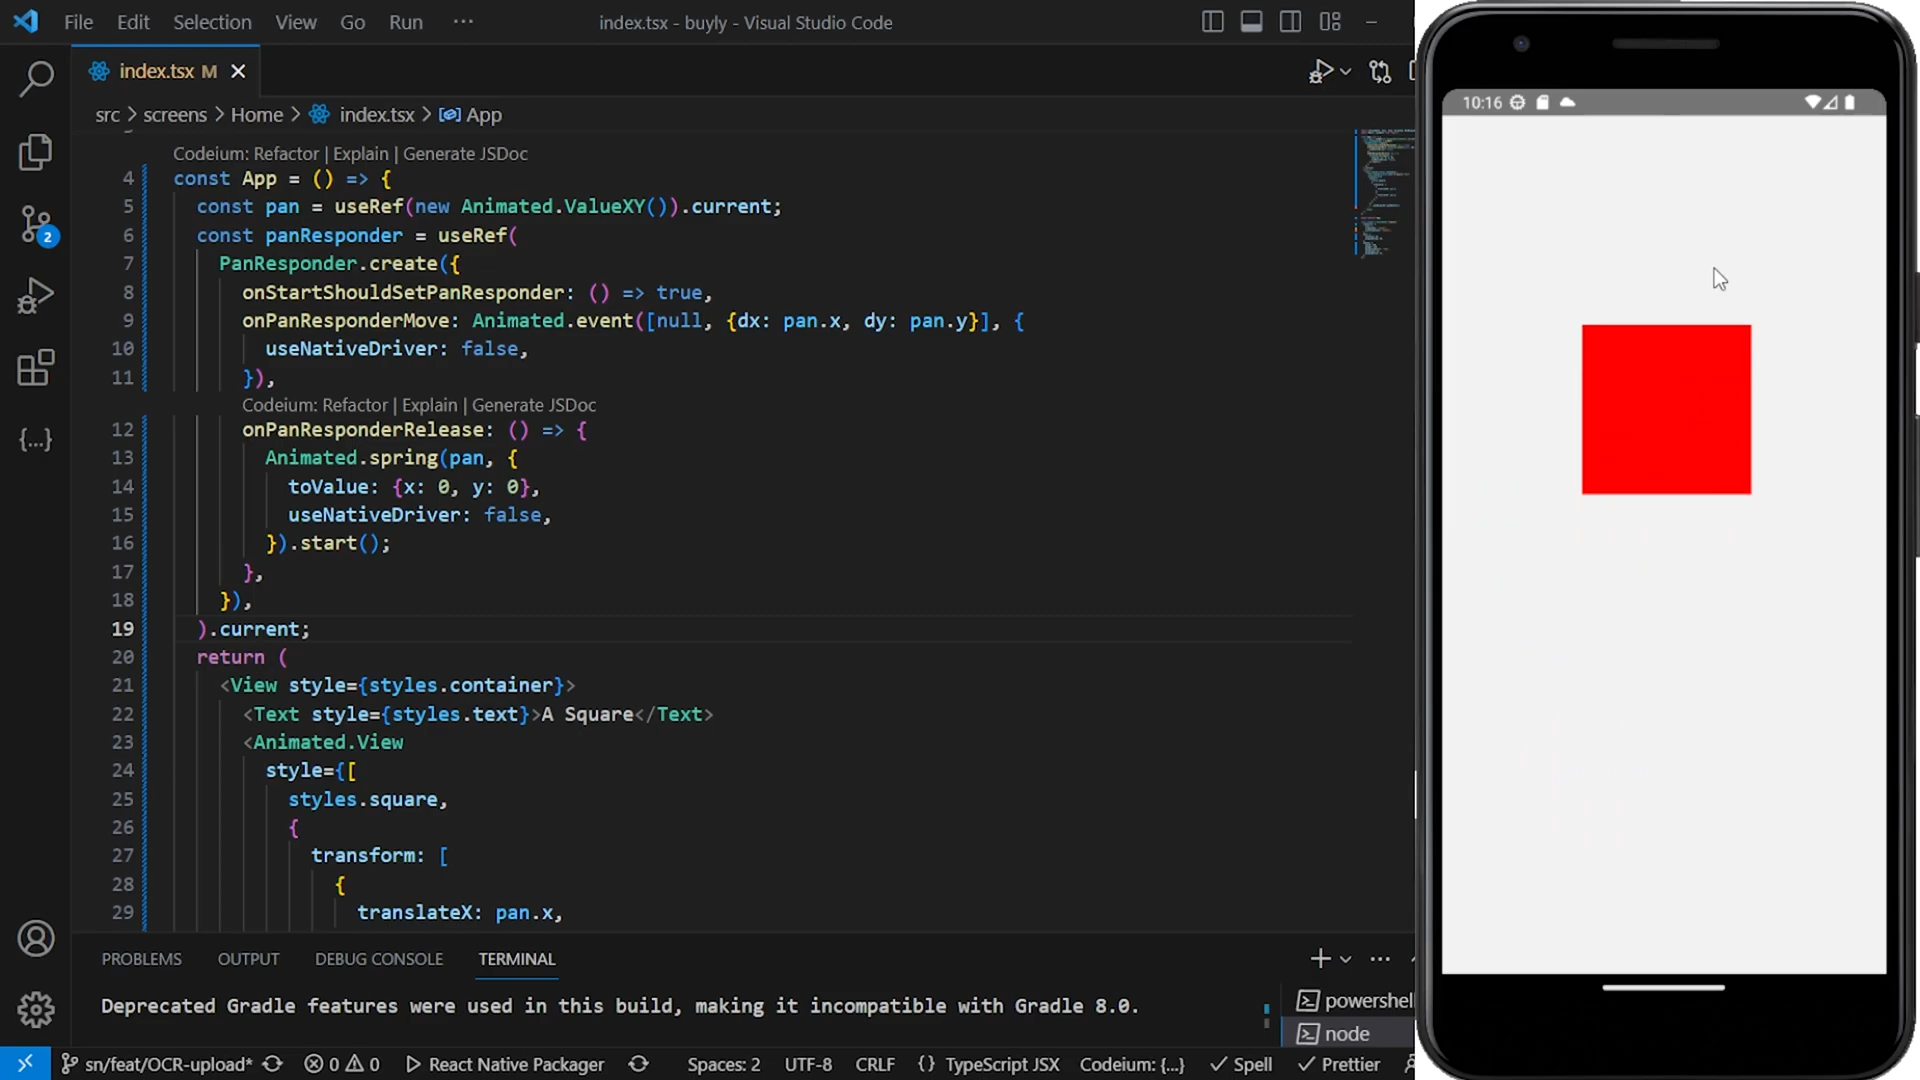 File Edit Selection View Go Run ··· index.tsx - buyly - Visual Studio Code
index.tsx M
src > screens > Home > index.tsx > App
Codeium: Refactor | Explain | Generate JSDoc
4 const App = () => {
5 const pan = useRef(new Animated.ValueXY()).current;
6 const panResponder = useRef(
7 PanResponder.create({
8 onStartShouldSetPanResponder: () => true,
9 onPanResponderMove: Animated.event([null, {dx: pan.x, dy: pan.y}], {
10 useNativeDriver: false,
11 }),
Codeium: Refactor | Explain | Generate JSDoc
12 onPanResponderRelease: () => {
13 Animated.spring(pan, {
14 toValue: {x: 0, y: 0},
15 useNativeDriver: false,
16 }).start();
17 },
18 }),
19 ).current;
20 return (
21 <View style={styles.container}>
22 <Text style={styles.text}>A Square</Text>
23 <Animated.View
24 style={[
25 styles.square,
26 {
27 transform: [
28 {
29 translateX: pan.x,
2
{...}
PROBLEMS OUTPUT DEBUG CONSOLE TERMINAL
Deprecated Gradle features were used in this build, making it incompatible with Gradle 8.0.
powershell
node
sn/feat/OCR-upload* 0 0 React Native Packager Spaces: 2 UTF-8 CRLF {} TypeScript JSX Codeium: {...} Spell Prettier
10:16